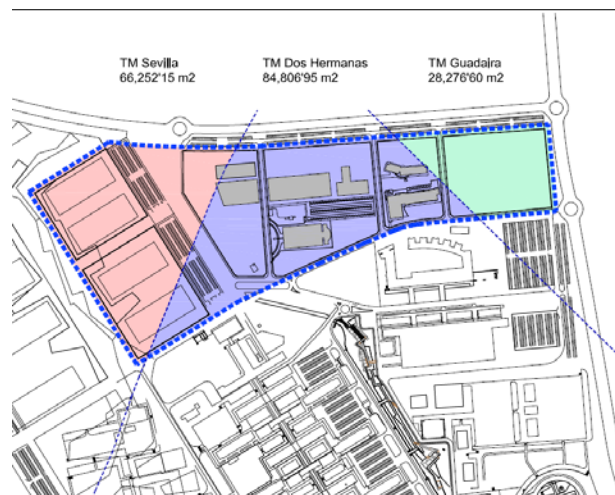 TM Sevilla
66,252'15 m2
TM Dos Hermanas
84,806'95 m2
TM Guadaira
28,276'60 m2